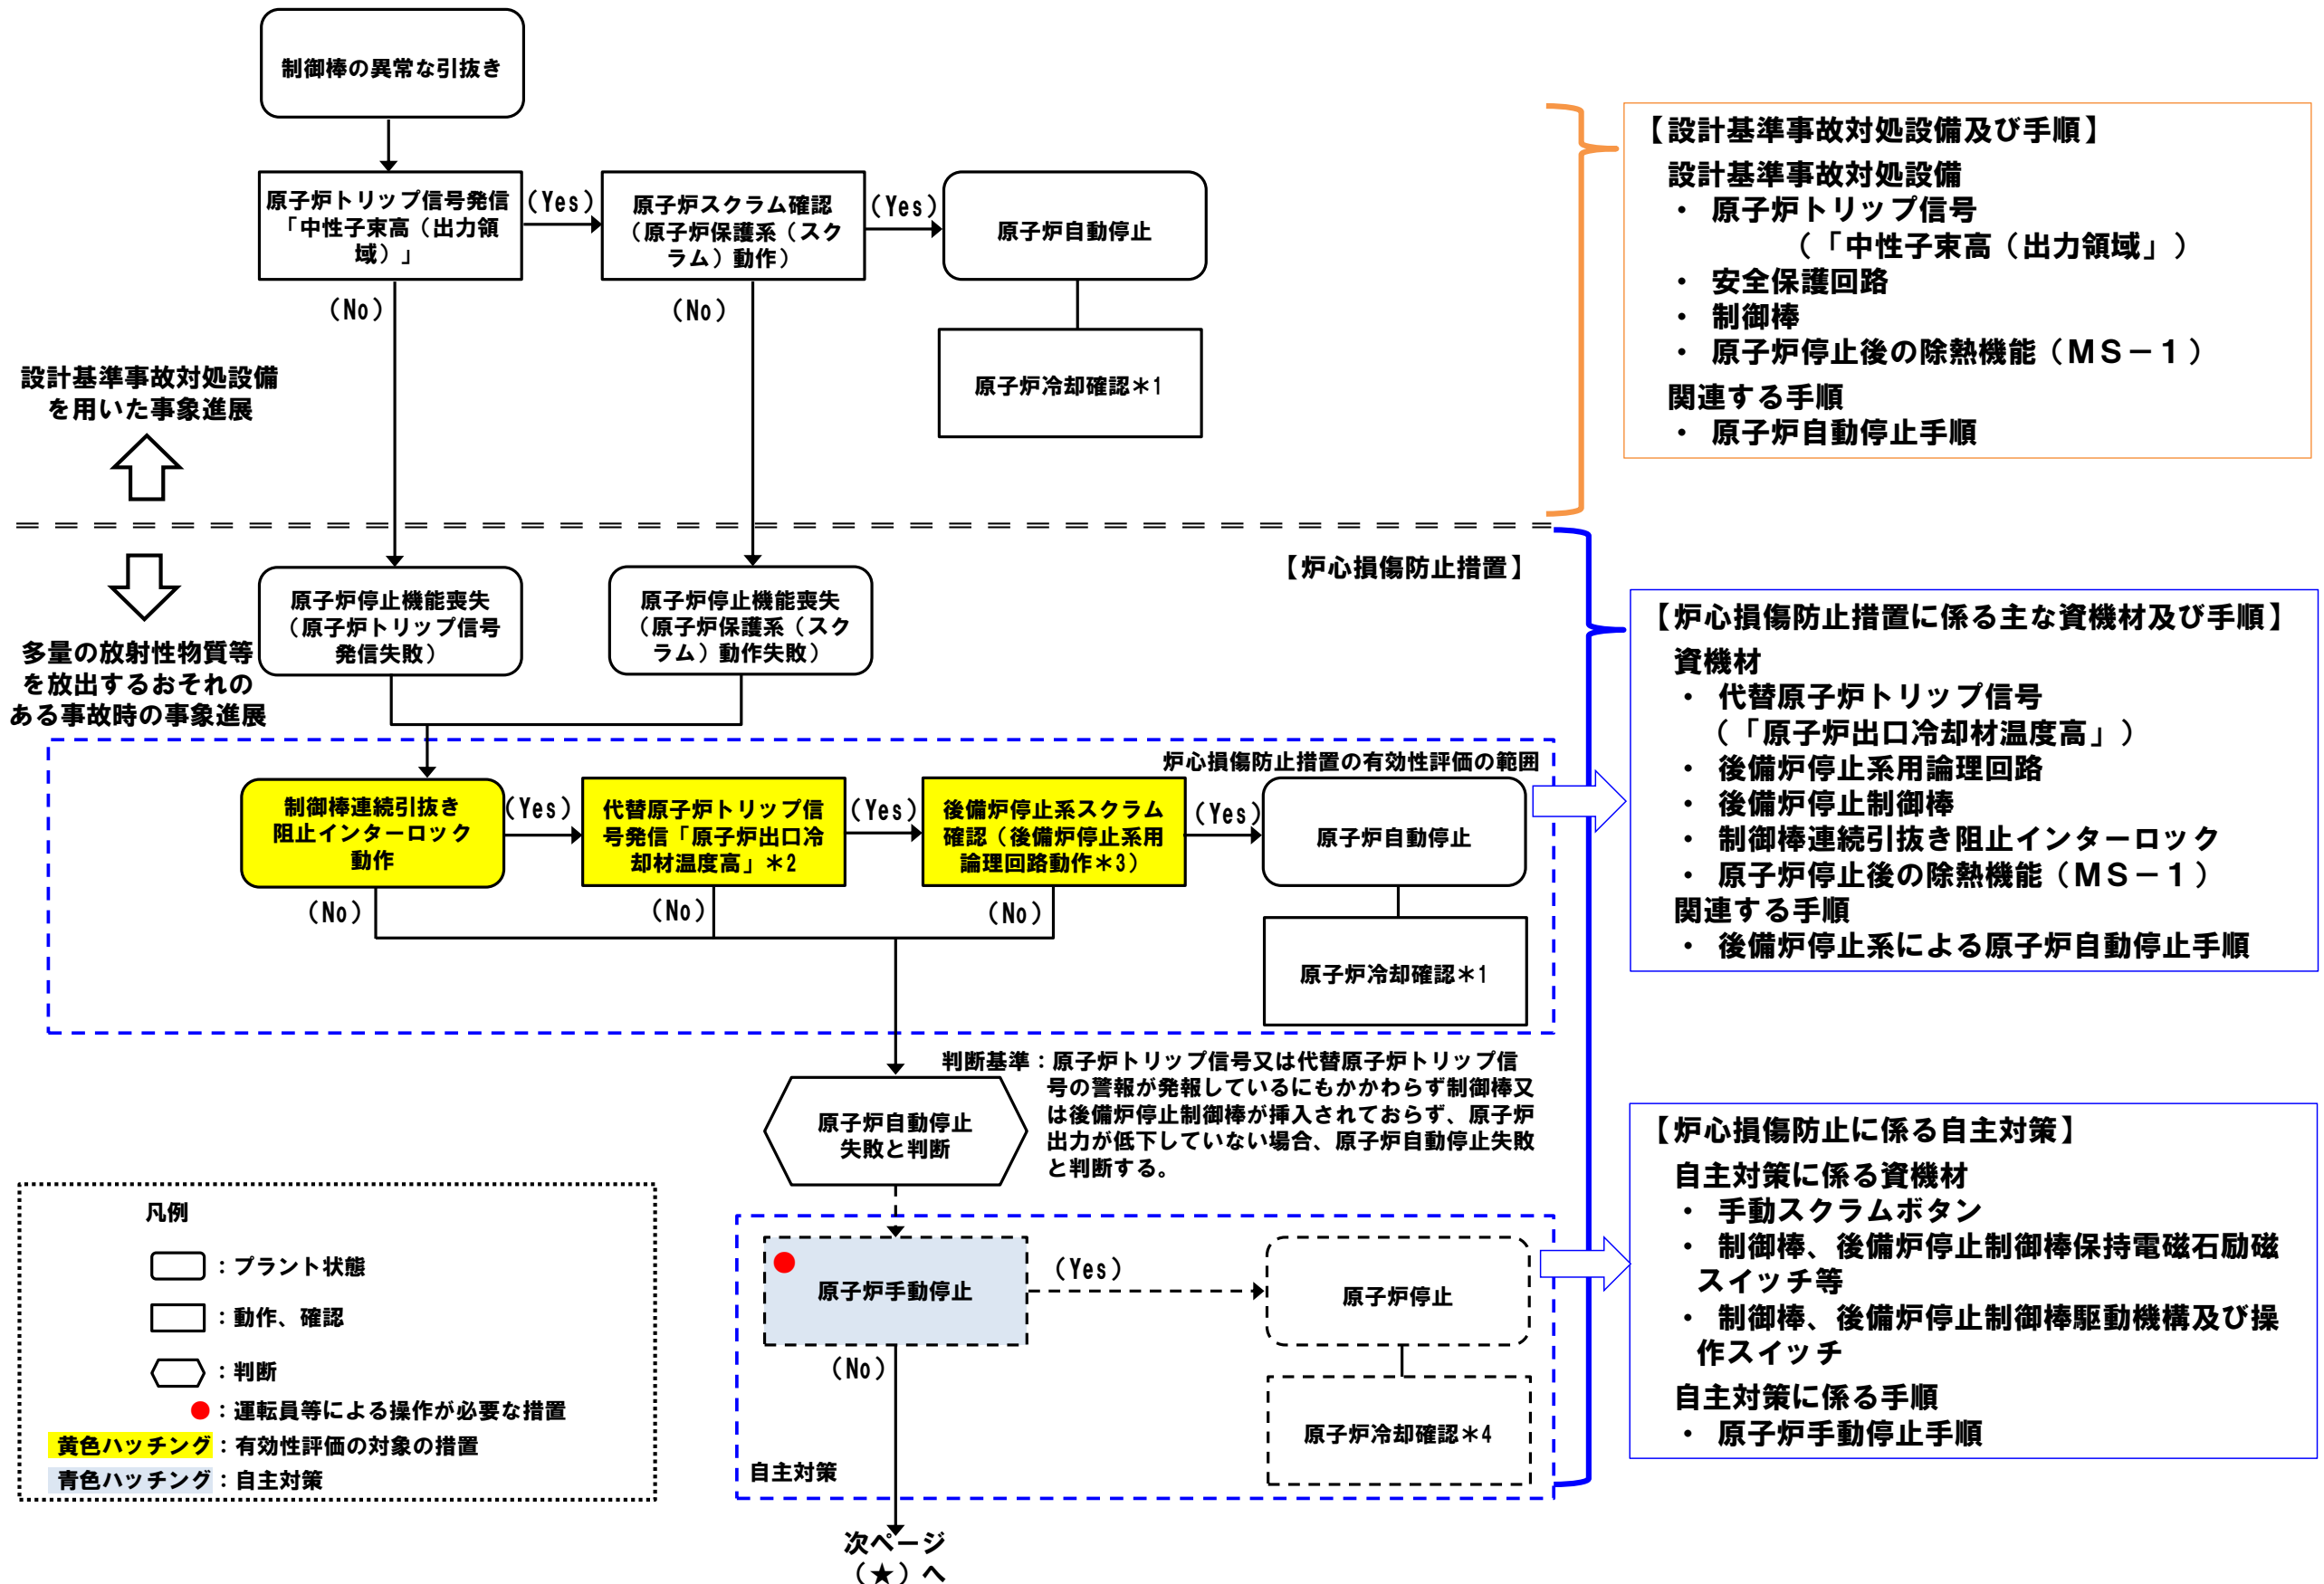 制御棒の異常な引抜き
原子炉トリップ信号発信
「中性子束高（出力領
域）」
（Yes）
（No）
原子炉スクラム確認
（原子炉保護系（スク
ラム）動作）
（Yes）
（No）
原子炉自動停止
原子炉冷却確認＊1
【設計基準事故対処設備及び手順】
設計基準事故対処設備
・ 原子炉トリップ信号
（「中性子束高（出力領域」）
・ 安全保護回路
・ 制御棒
・ 原子炉停止後の除熱機能（ＭＳ－１）
関連する手順
・ 原子炉自動停止手順
設計基準事故対処設備
を用いた事象進展
多量の放射性物質等
を放出するおそれの
ある事故時の事象進展
【炉心損傷防止措置】
原子炉停止機能喪失
（原子炉トリップ信号
発信失敗）
原子炉停止機能喪失
（原子炉保護系（スク
ラム）動作失敗）
炉心損傷防止措置の有効性評価の範囲
制御棒連続引抜き
阻止インターロック
動作
（Yes）
（No）
代替原子炉トリップ信
号発信「原子炉出口冷
却材温度高」＊2
（Yes）
（No）
後備炉停止系スクラム
確認（後備炉停止系用
論理回路動作＊3）
（Yes）
（No）
原子炉自動停止
原子炉冷却確認＊1
【炉心損傷防止措置に係る主な資機材及び手順】
資機材
・ 代替原子炉トリップ信号
（「原子炉出口冷却材温度高」）
・ 後備炉停止系用論理回路
・ 後備炉停止制御棒
・ 制御棒連続引抜き阻止インターロック
・ 原子炉停止後の除熱機能（ＭＳ－１）
関連する手順
・ 後備炉停止系による原子炉自動停止手順
原子炉自動停止
失敗と判断
判断基準：原子炉トリップ信号又は代替原子炉トリップ信
号の警報が発報しているにもかかわらず制御棒又
は後備炉停止制御棒が挿入されておらず、原子炉
出力が低下していない場合、原子炉自動停止失敗
と判断する。
原子炉手動停止
（Yes）
（No）
原子炉停止
原子炉冷却確認＊4
自主対策
次ページ
（★）へ
【炉心損傷防止に係る自主対策】
自主対策に係る資機材
・ 手動スクラムボタン
・ 制御棒、後備炉停止制御棒保持電磁石励磁
スイッチ等
・ 制御棒、後備炉停止制御棒駆動機構及び操
作スイッチ
自主対策に係る手順
・ 原子炉手動停止手順
凡例
：プラント状態
：動作、確認
：判断
：運転員等による操作が必要な措置
黄色ハッチング：有効性評価の対象の措置
青色ハッチング：自主対策